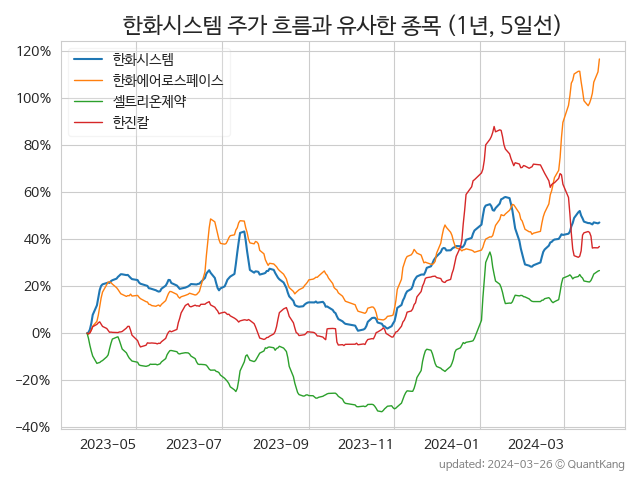 한화시스템 주가 흐름과 유사한 종목 (1년, 5일선)
한화시스템
한화에어로스페이스
셀트리온제약
한진칼
120%
100%
80%
60%
40%
20%
0%
−20%
−40%
2023-05 2023-07 2023-09 2023-11 2024-01 2024-03
updated: 2024-03-26 © QuantKang